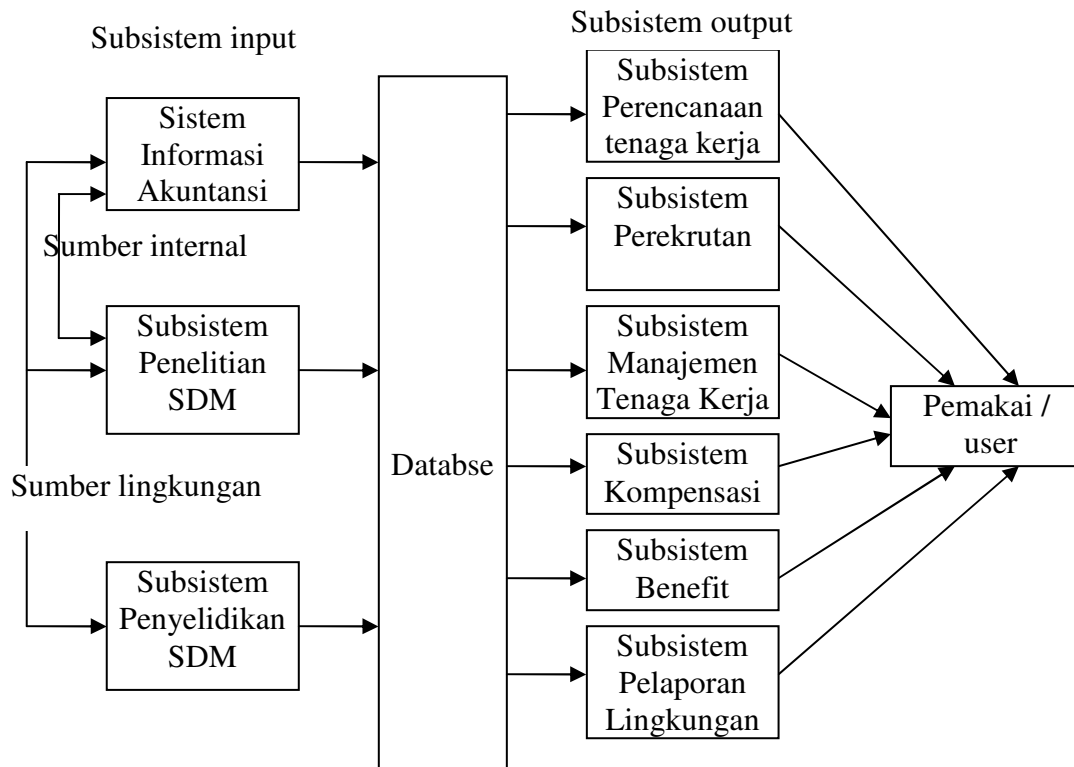 Subsistem input
Subsistem output
Sistem
Informasi
Akuntansi
Sumber internal
Subsistem
Penelitian
SDM
Sumber lingkungan
Subsistem
Penyelidikan
SDM
Databse
Subsistem
Perencanaan
tenaga kerja
Subsistem
Perekrutan
Subsistem
Manajemen
Tenaga Kerja
Subsistem
Kompensasi
Subsistem
Benefit
Subsistem
Pelaporan
Lingkungan
Pemakai /
user